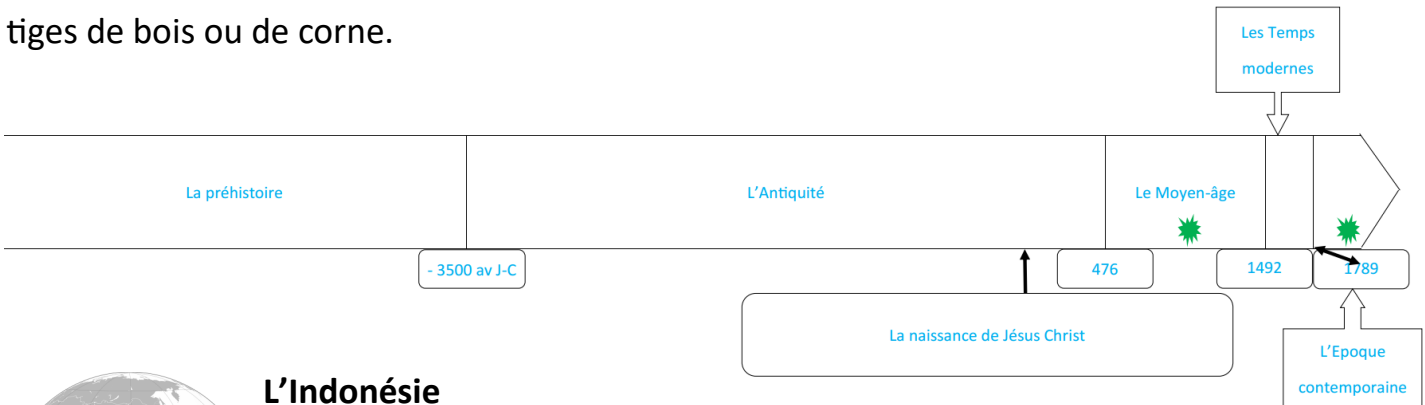 tiges de bois ou de corne.
Les Temps
modernes
La préhistoire
L'Antiquité
Le Moyen-âge
- 3500 av J-C
476
1492
1789
La naissance de Jésus Christ
L'Epoque
contemporaine
L'Indonésie